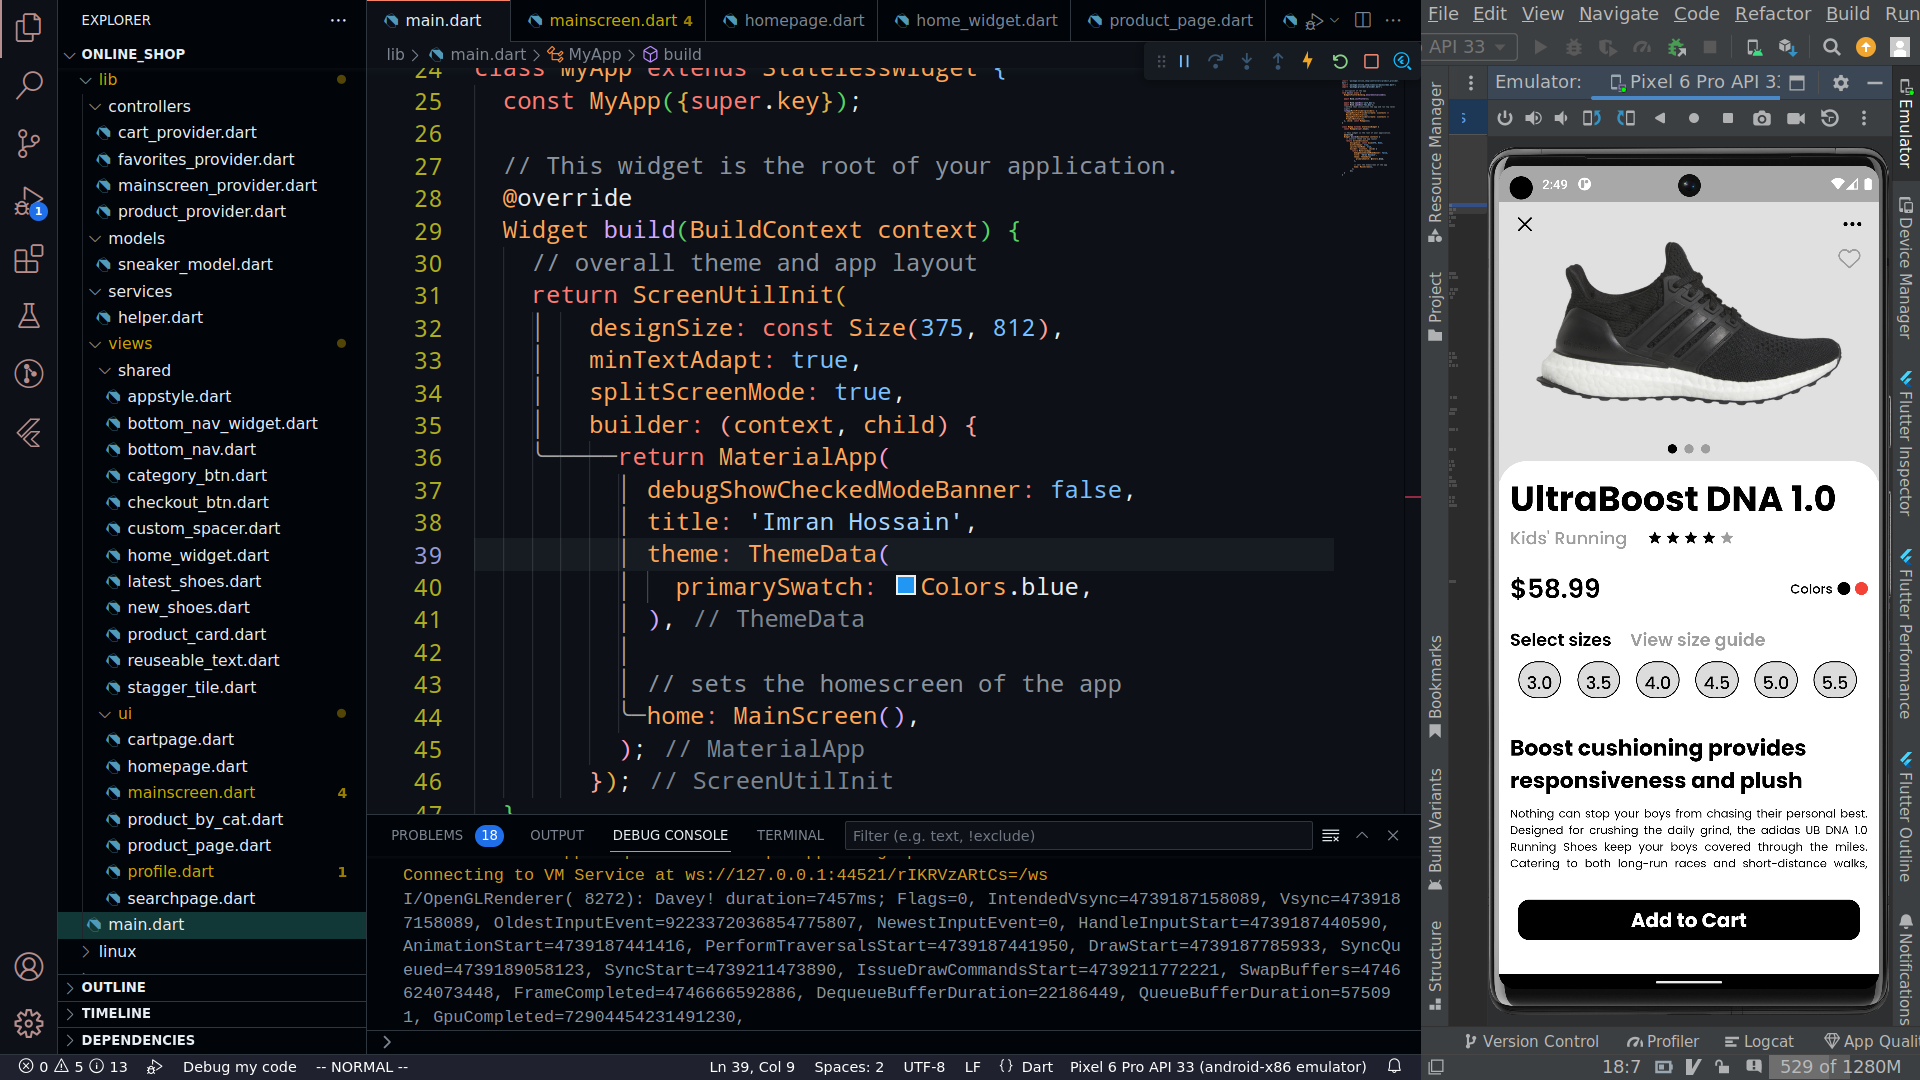 EXPLORER
ONLINE_SHOP
lib
controllers
cart_provider.dart
favorites_provider.dart
mainscreen_provider.dart
product_provider.dart
models
sneaker_model.dart
services
helper.dart
views
shared
appstyle.dart
bottom_nav_widget.dart
bottom_nav.dart
category_btn.dart
checkout_btn.dart
custom_spacer.dart
home_widget.dart
latest_shoes.dart
new_shoes.dart
product_card.dart
reuseable_text.dart
stagger_tile.dart
ui
cartpage.dart
homepage.dart
mainscreen.dart 4
product_by_cat.dart
product_page.dart
profile.dart 1
searchpage.dart
main.dart
linux
OUTLINE
TIMELINE
DEPENDENCIES
1
main.dart mainscreen.dart 4 homepage.dart home_widget.dart product_page.dart
lib > main.dart > MyApp > build
24 class MyApp extends StatelessWidget {
25 const MyApp({super.key});
26
27 // This widget is the root of your application.
28 @override
29 Widget build(BuildContext context) {
30 // overall theme and app layout
31 return ScreenUtilInit(
32 designSize: const Size(375, 812),
33 minTextAdapt: true,
34 splitScreenMode: true,
35 builder: (context, child) {
36 return MaterialApp(
37 debugShowCheckedModeBanner: false,
38 title: 'Imran Hossain',
39 theme: ThemeData(
40 primarySwatch: Colors.blue,
41 ), // ThemeData
42
43 // sets the homescreen of the app
44 home: MainScreen(),
45 ); // MaterialApp
46 }); // ScreenUtilInit
47 }
PROBLEMS 18 OUTPUT DEBUG CONSOLE TERMINAL Filter (e.g. text, !exclude)
Connecting to VM Service at ws://127.0.0.1:44521/rIKRVzARtCs=/ws
I/OpenGLRenderer( 8272): Davey! duration=7457ms; Flags=0, IntendedVsync=4739187158089, Vsync=473918
7158089, OldestInputEvent=9223372036854775807, NewestInputEvent=0, HandleInputStart=4739187440590,
AnimationStart=4739187441416, PerformTraversalsStart=4739187441950, DrawStart=4739187785933, SyncQu
eued=4739189058123, SyncStart=4739211473890, IssueDrawCommandsStart=4739211772221, SwapBuffers=4746
624073448, FrameCompleted=4746666592886, DequeueBufferDuration=22186449, QueueBufferDuration=57509
1, GpuCompleted=72904454231491230,
0 5 13 Debug my code -- NORMAL -- Ln 39, Col 9 Spaces: 2 UTF-8 LF {} Dart Pixel 6 Pro API 33 (android-x86 emulator)
File Edit View Navigate Code Refactor Build Run
API 33
Emulator: Pixel 6 Pro API 33
s
Resource Manager
Project
Bookmarks
Build Variants
Structure
2:49
UltraBoost DNA 1.0
Kids' Running
$58.99 Colors
Select sizes View size guide
3.0 3.5 4.0 4.5 5.0 5.5
Boost cushioning provides
responsiveness and plush
Nothing can stop your boys from chasing their personal best.
Designed for crushing the daily grind, the adidas UB DNA 1.0
Running Shoes keep your boys covered through the miles.
Catering to both long-run races and short-distance walks,
Add to Cart
Emulator
Device Manager
Flutter Inspector
Flutter Performance
Flutter Outline
Notifications
Version Control Profiler Logcat App Quali
18:7 529 of 1280M